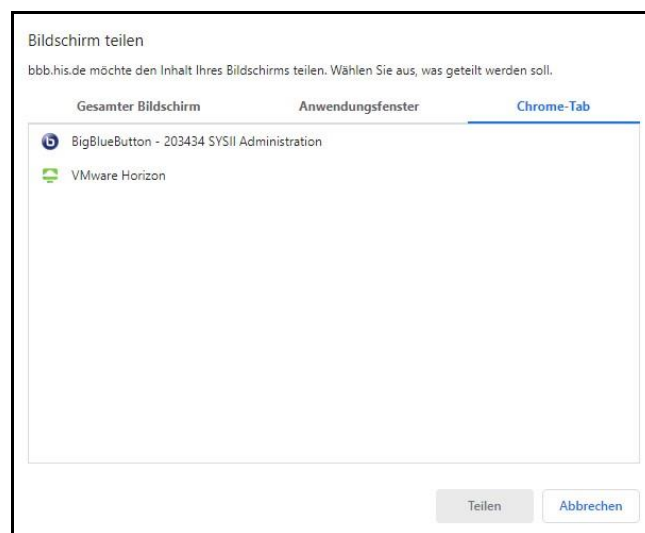 Bildschirm teilen
bbb.his.de möchte den Inhalt Ihres Bildschirms teilen. Wählen Sie aus, was geteilt werden soll.
Gesamter Bildschirm Anwendungsfenster Chrome-Tab
BigBlueButton - 203434 SYSII Administration
VMware Horizon
Teilen Abbrechen